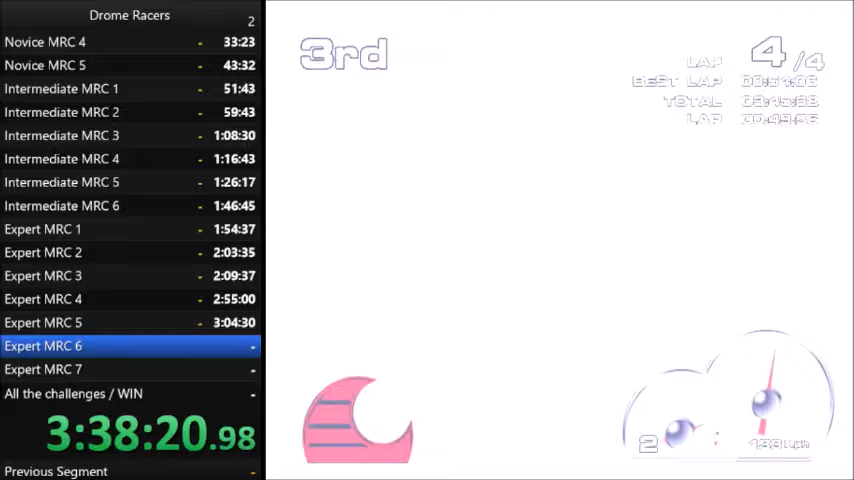 Drome Racers
2
Novice MRC 4 - 33:23
Novice MRC 5 - 43:32
Intermediate MRC 1 - 51:43
Intermediate MRC 2 - 59:43
Intermediate MRC 3 - 1:08:30
Intermediate MRC 4 - 1:16:43
Intermediate MRC 5 - 1:26:17
Intermediate MRC 6 - 1:46:45
Expert MRC 1 - 1:54:37
Expert MRC 2 - 2:03:35
Expert MRC 3 - 2:09:37
Expert MRC 4 - 2:55:00
Expert MRC 5 - 3:04:30
Expert MRC 6 -
Expert MRC 7 -
All the challenges / WIN -
3:38:20.98
Previous Segment -
3rd
LAP 4/4
BEST LAP
TOTAL
LAP
2